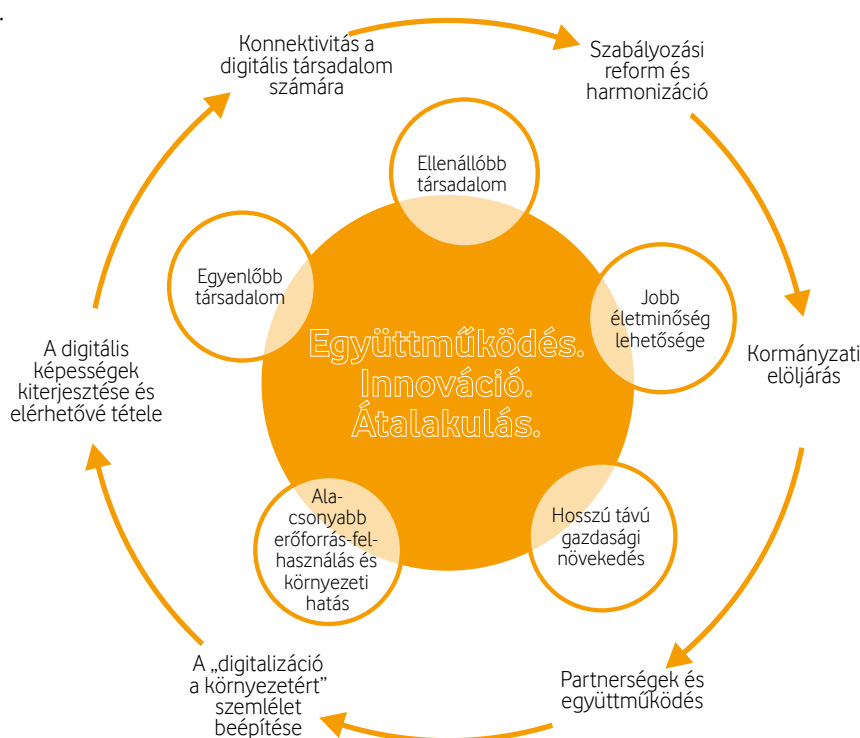 Konnektivitás a
digitális társadalom
számára
Szabályozási
reform és
harmonizáció
Ellenállóbb
társadalom
Egyenlőbb
társadalom
Jobb
életminőség
lehetősége
Együttműködés.
Innováció.
Átalakulás.
A digitális
képességek
kiterjesztése és
elérhetővé tétele
Kormányzati
elöljárás
Ala-
csonyabb
erőforrás-fel-
használás és
környezeti
hatás
Hosszú távú
gazdasági
növekedés
A „digitalizáció
a környezetért”
szemlélet
beépítése
Partnerségek és
együttműködés